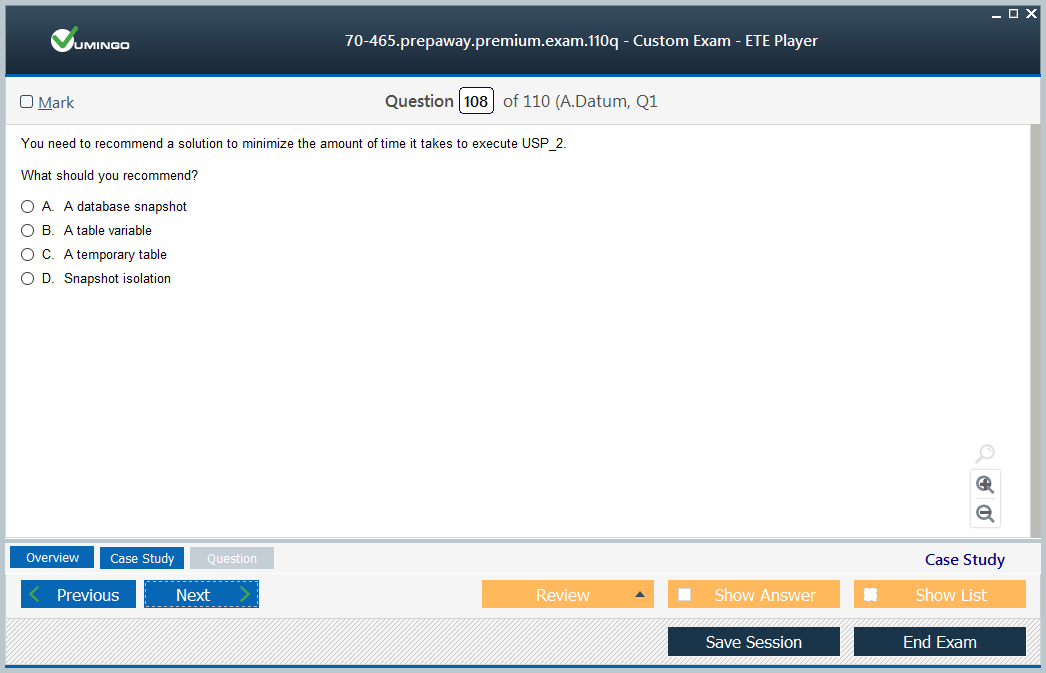 VUMINGO
70-465.prepaway.premium.exam.110q - Custom Exam - ETE Player
Mark
Question 108 of 110 (A.Datum, Q1
You need to recommend a solution to minimize the amount of time it takes to execute USP_2.
What should you recommend?
A. A database snapshot
B. A table variable
C. A temporary table
D. Snapshot isolation
Overview Case Study Question Case Study
Previous Next Review Show Answer Show List
Save Session End Exam